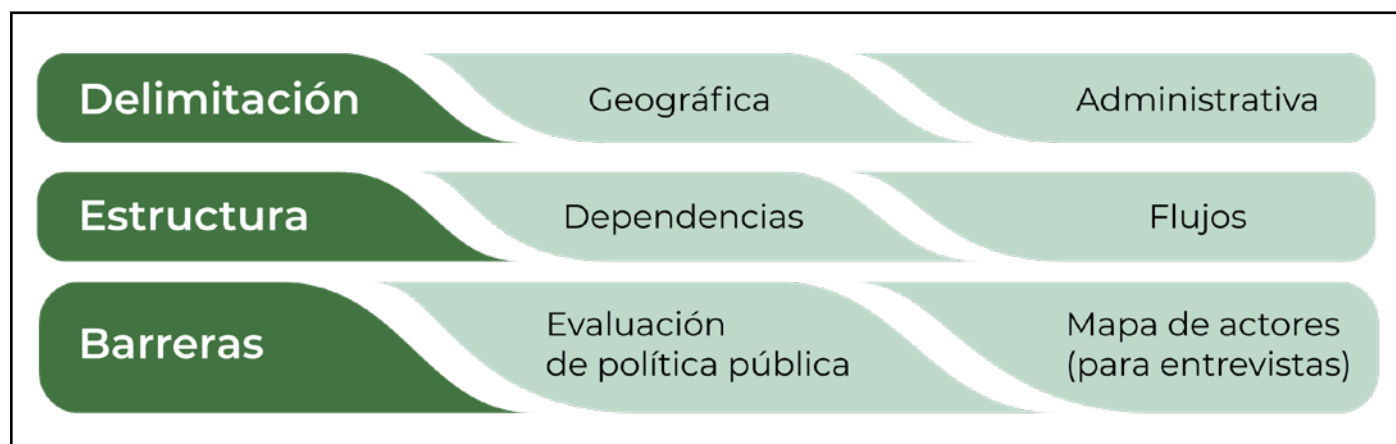 Delimitación
Geográfica
Administrativa
Estructura
Dependencias
Flujos
Barreras
Evaluación
de política pública
Mapa de actores
(para entrevistas)